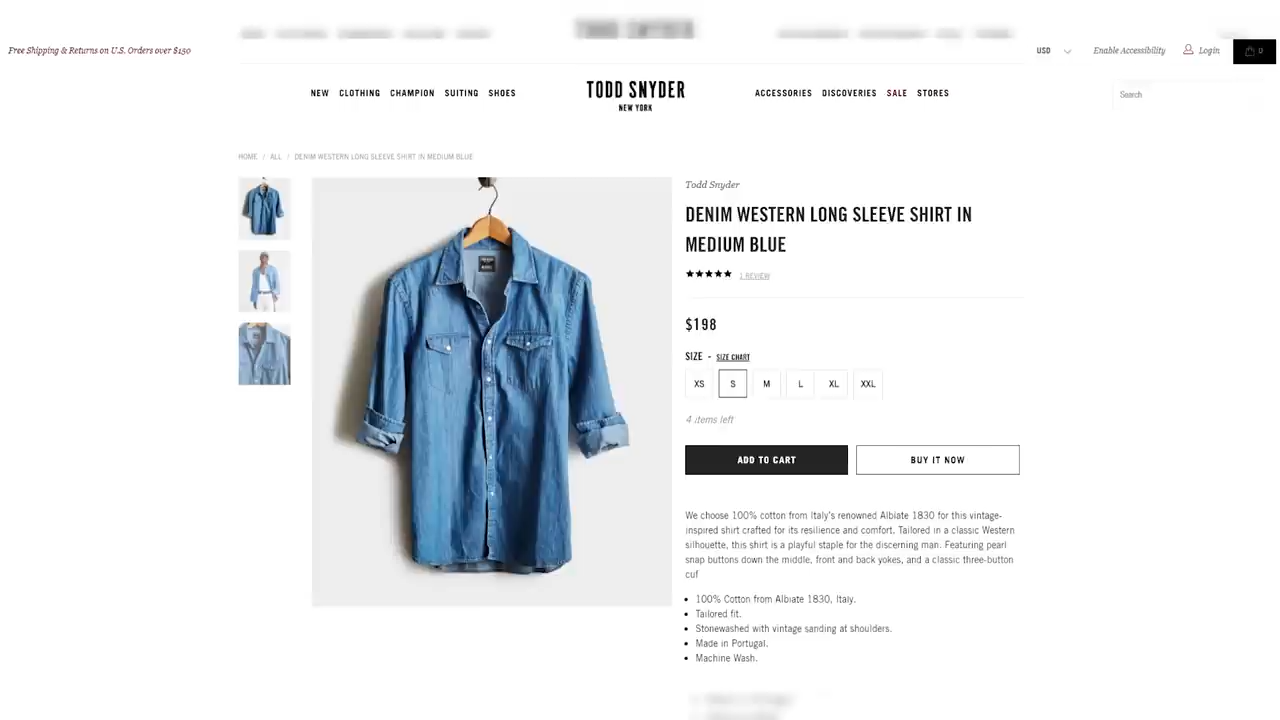 Free Shipping & Returns on U.S. Orders over $150
USD
Enable Accessibility
Login
0
NEW CLOTHING CHAMPION SUITING SHOES
TODD SNYDER
NEW YORK
ACCESSORIES DISCOVERIES SALE STORES
Search
HOME / ALL / DENIM WESTERN LONG SLEEVE SHIRT IN MEDIUM BLUE
Todd Snyder
DENIM WESTERN LONG SLEEVE SHIRT IN
MEDIUM BLUE
1 REVIEW
$198
SIZE - SIZE CHART
XS S M L XL XXL
4 items left
ADD TO CART
BUY IT NOW
We choose 100% cotton from Italy's renowned Albiate 1830 for this vintage-
inspired shirt crafted for its resilience and comfort. Tailored in a classic Western
silhouette, this shirt is a playful staple for the discerning man. Featuring pearl
snap buttons down the middle, front and back yokes, and a classic three-button
cuf
• 100% Cotton from Albiate 1830, Italy.
• Tailored fit.
• Stonewashed with vintage sanding at shoulders.
• Made in Portugal.
• Machine Wash.